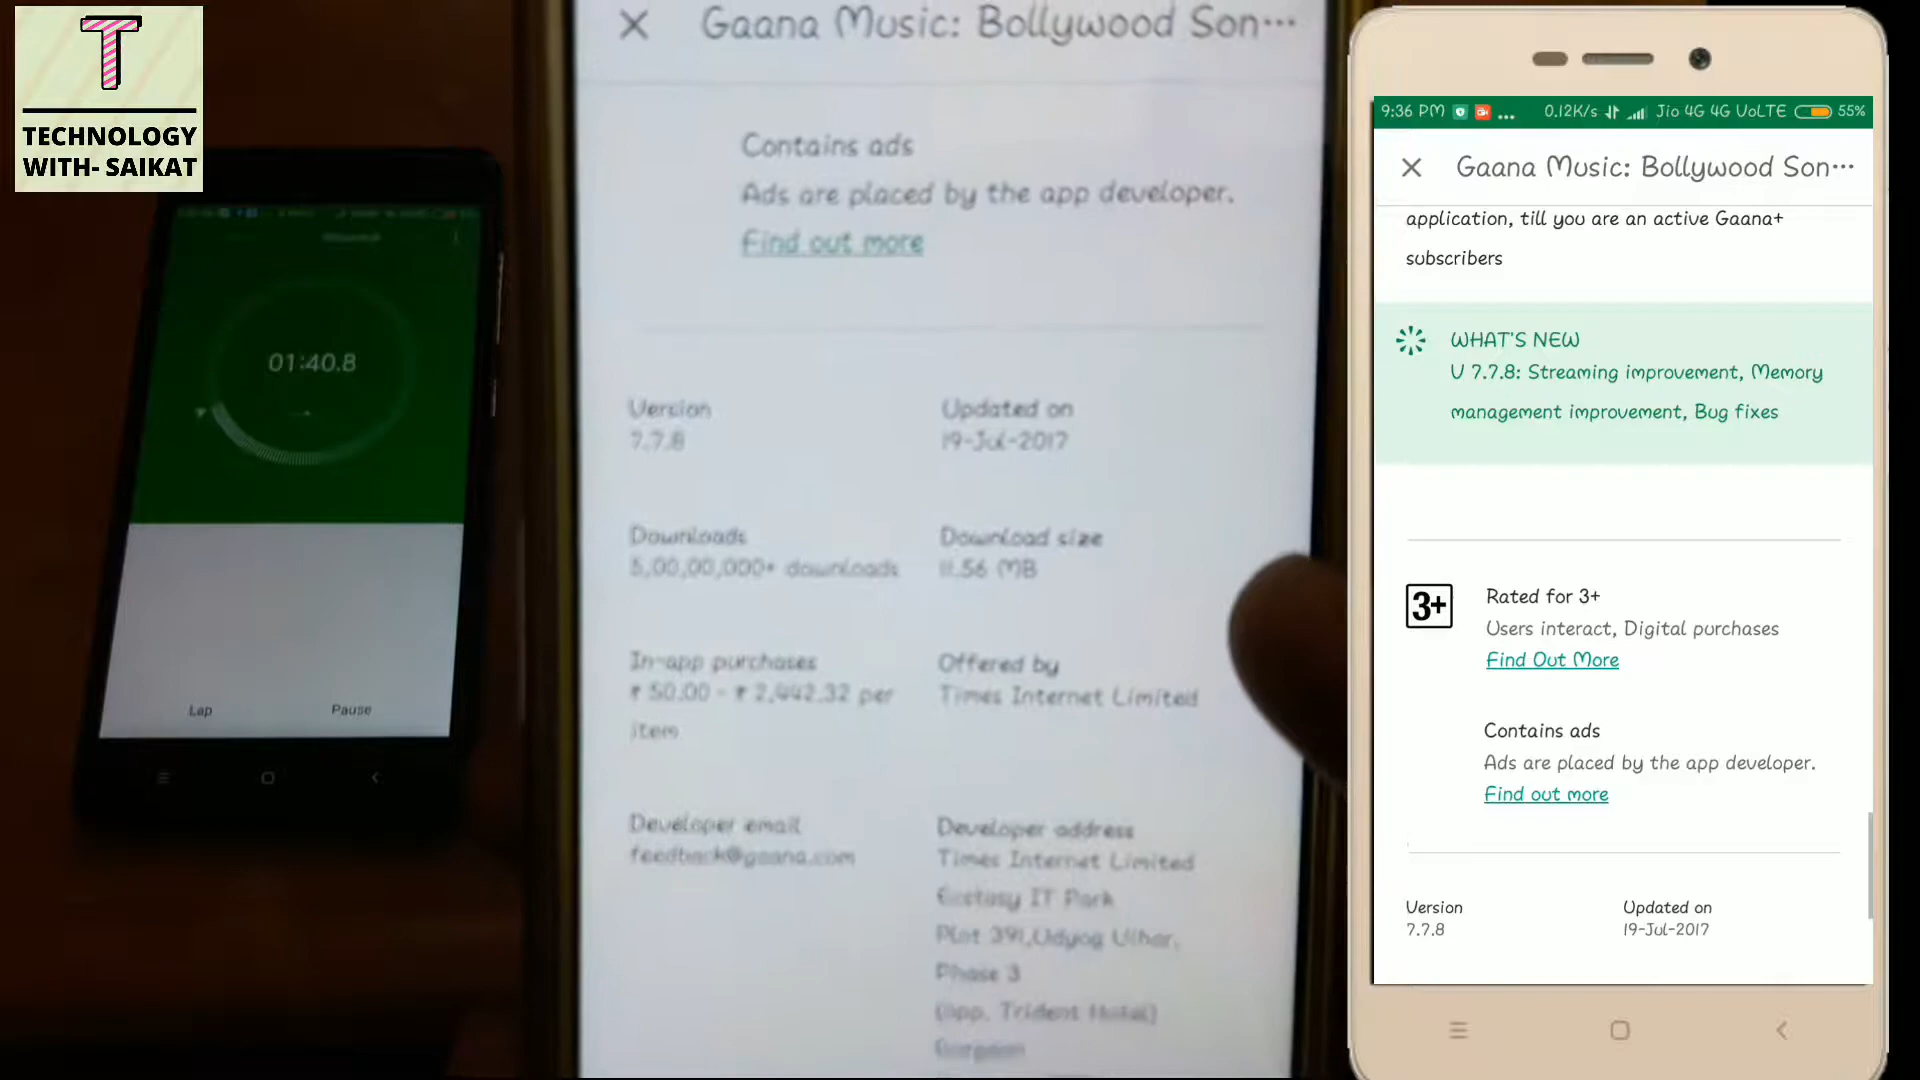 T
TECHNOLOGY
WITH- SAIKAT
01:40.8
Lap
Pause
Gaana Music: Bollywood Son...
Contains ads
Ads are placed by the app developer.
Find out more
Version
7.7.8
Updated on
19-Jul-2017
Downloads
5,00,00,000+ downloads
Download size
11.56 MB
In-app purchases
₹ 50.00 - ₹ 2,442.32 per
item
Offered by
Times Internet Limited
Developer email
feedback@gaana.com
Developer address
Times Internet Limited
Ecstasy IT Park
Plot 391,Udyog Vihar,
Phase 3
(opp. Trident Hotel)
Gurgaon
9:36 PM
... 0.12K/s Jio 4G 4G VoLTE 55%
Gaana Music: Bollywood Son...
application, till you are an active Gaana+
subscribers
WHAT'S NEW
V 7.7.8: Streaming improvement, Memory
management improvement, Bug fixes
3+
Rated for 3+
Users interact, Digital purchases
Find Out More
Contains ads
Ads are placed by the app developer.
Find out more
Version
7.7.8
Updated on
19-Jul-2017